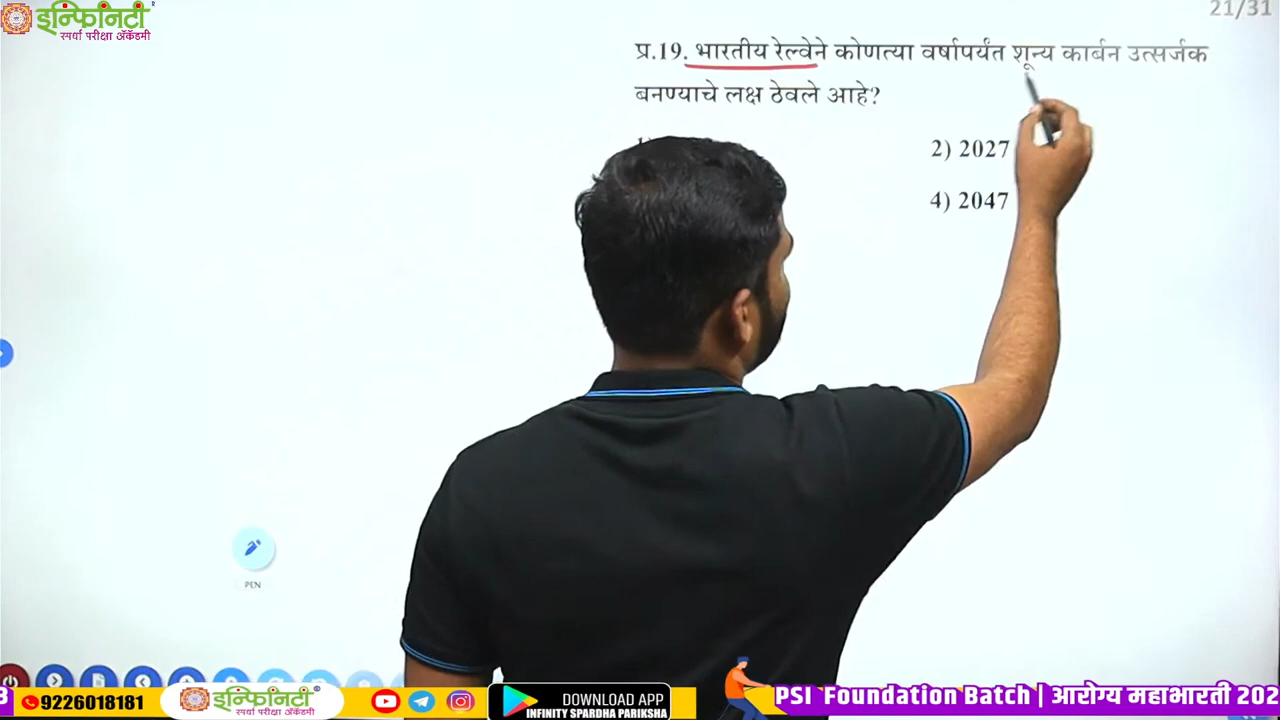 इन्फिनिटी
स्पर्धा परीक्षा ॲकॅडमी
21/31
प्र.19. भारतीय रेल्वेने कोणत्या वर्षापर्यंत शून्य कार्बन उत्सर्जक
बनण्याचे लक्ष ठेवले आहे?
2) 2027
4) 2047
PEN
9226018181
इन्फिनिटी
स्पर्धा परीक्षा ॲकॅडमी
DOWNLOAD APP
INFINITY SPARDHA PARIKSHA
PSI Foundation Batch | आरोग्य महाभारती 202